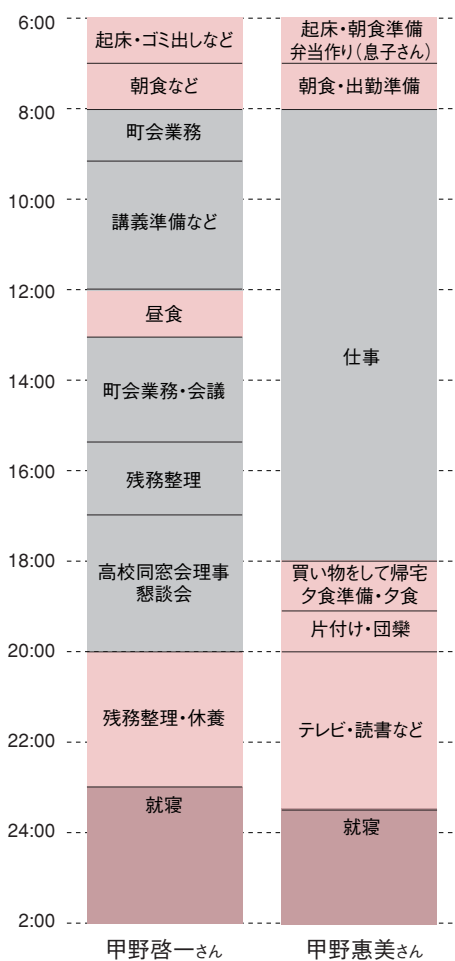 6:00
8:00
10:00
12:00
14:00
16:00
18:00
20:00
22:00
24:00
2:00
起床・ゴミ出しなど
朝食など
町会業務
講義準備など
昼食
町会業務・会議
残務整理
高校同窓会理事
懇談会
残務整理・休養
就寝
甲野啓一さん
起床・朝食準備
弁当作り（息子さん）
朝食・出勤準備
仕事
買い物をして帰宅
夕食準備・夕食
片付け・団欒
テレビ・読書など
就寝
甲野恵美さん